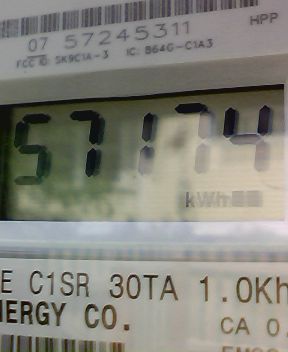 HPP
07 57245311
FCC ID: SK9C1A-3 IC: 864G-C1A3
57174
kWh
E C1SR 30TA 1.0Kh
NERGY CO.
CA 0.